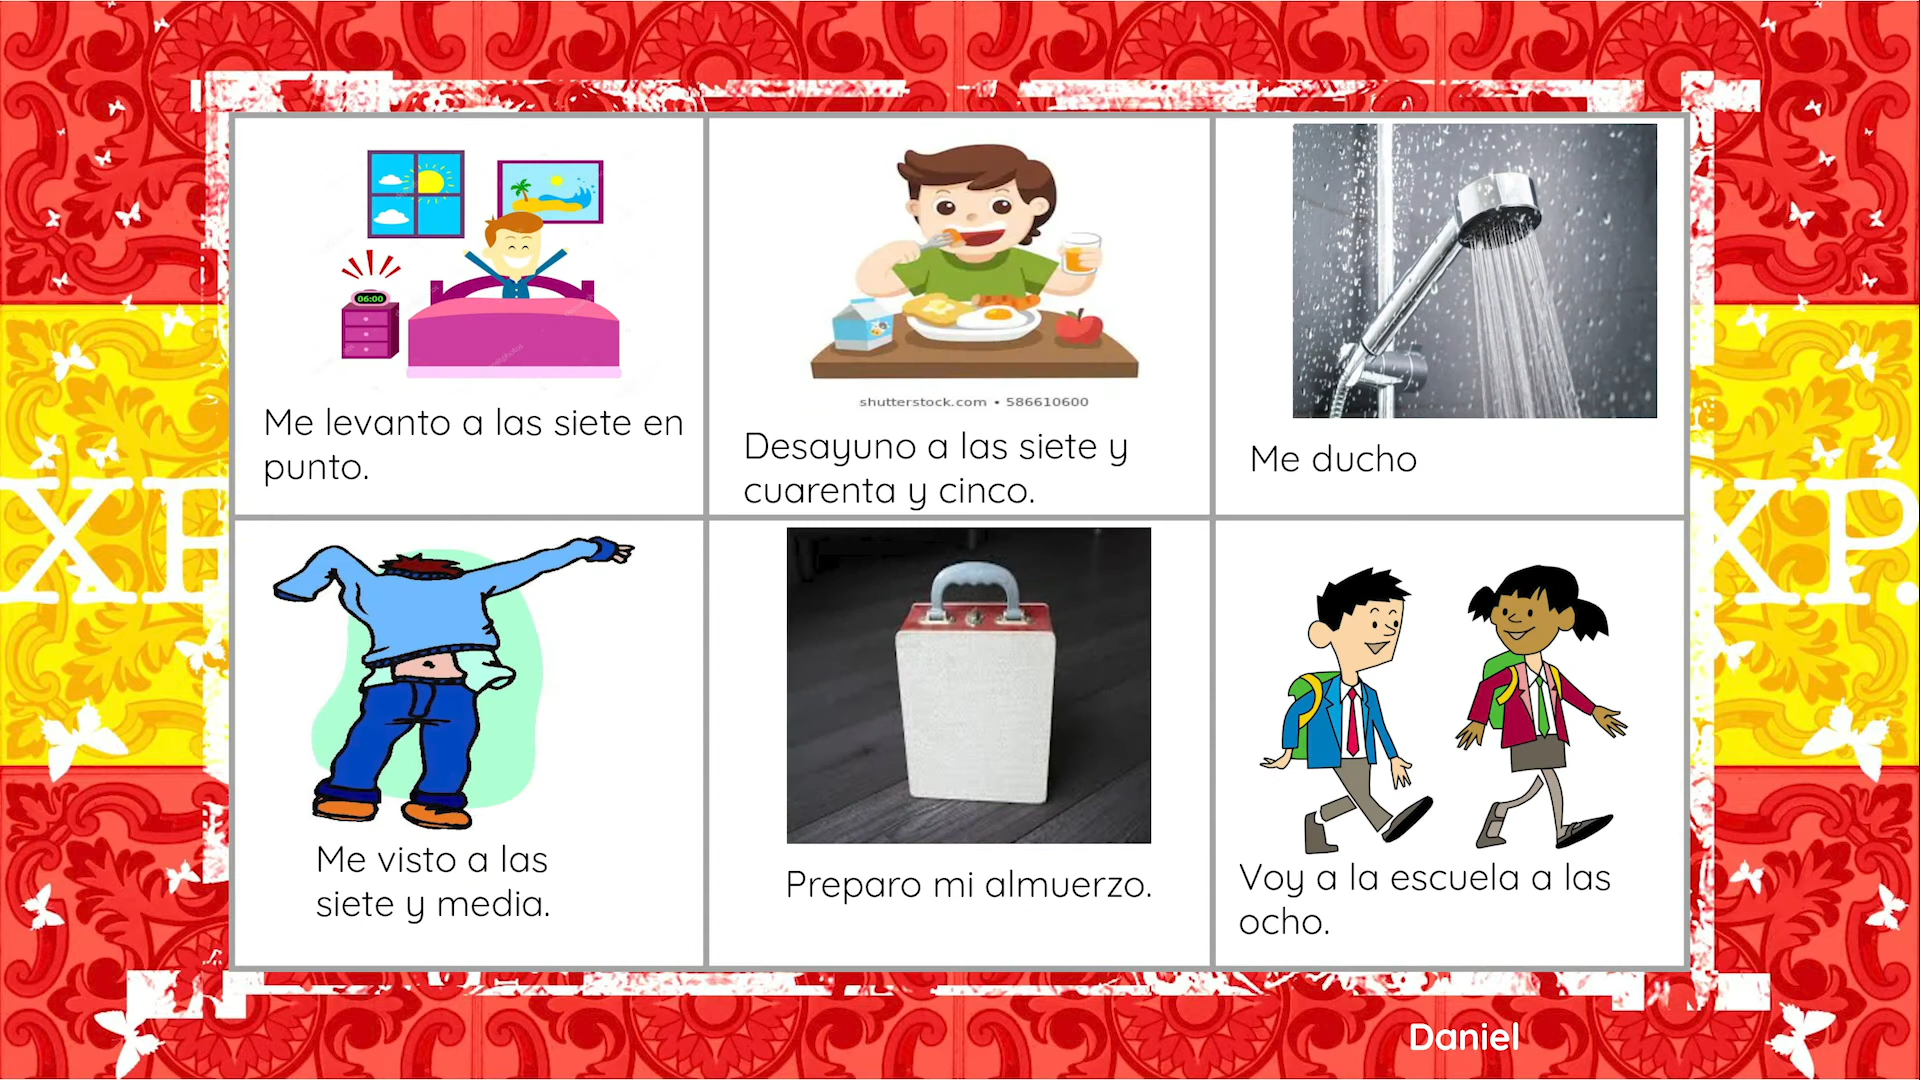 06:00
Me levanto a las siete en
punto.
shutterstock.com • 586610600
Desayuno a las siete y
cuarenta y cinco.
Me ducho
Me visto a las
siete y media.
Preparo mi almuerzo.
Voy a la escuela a las
ocho.
XP.
Daniel